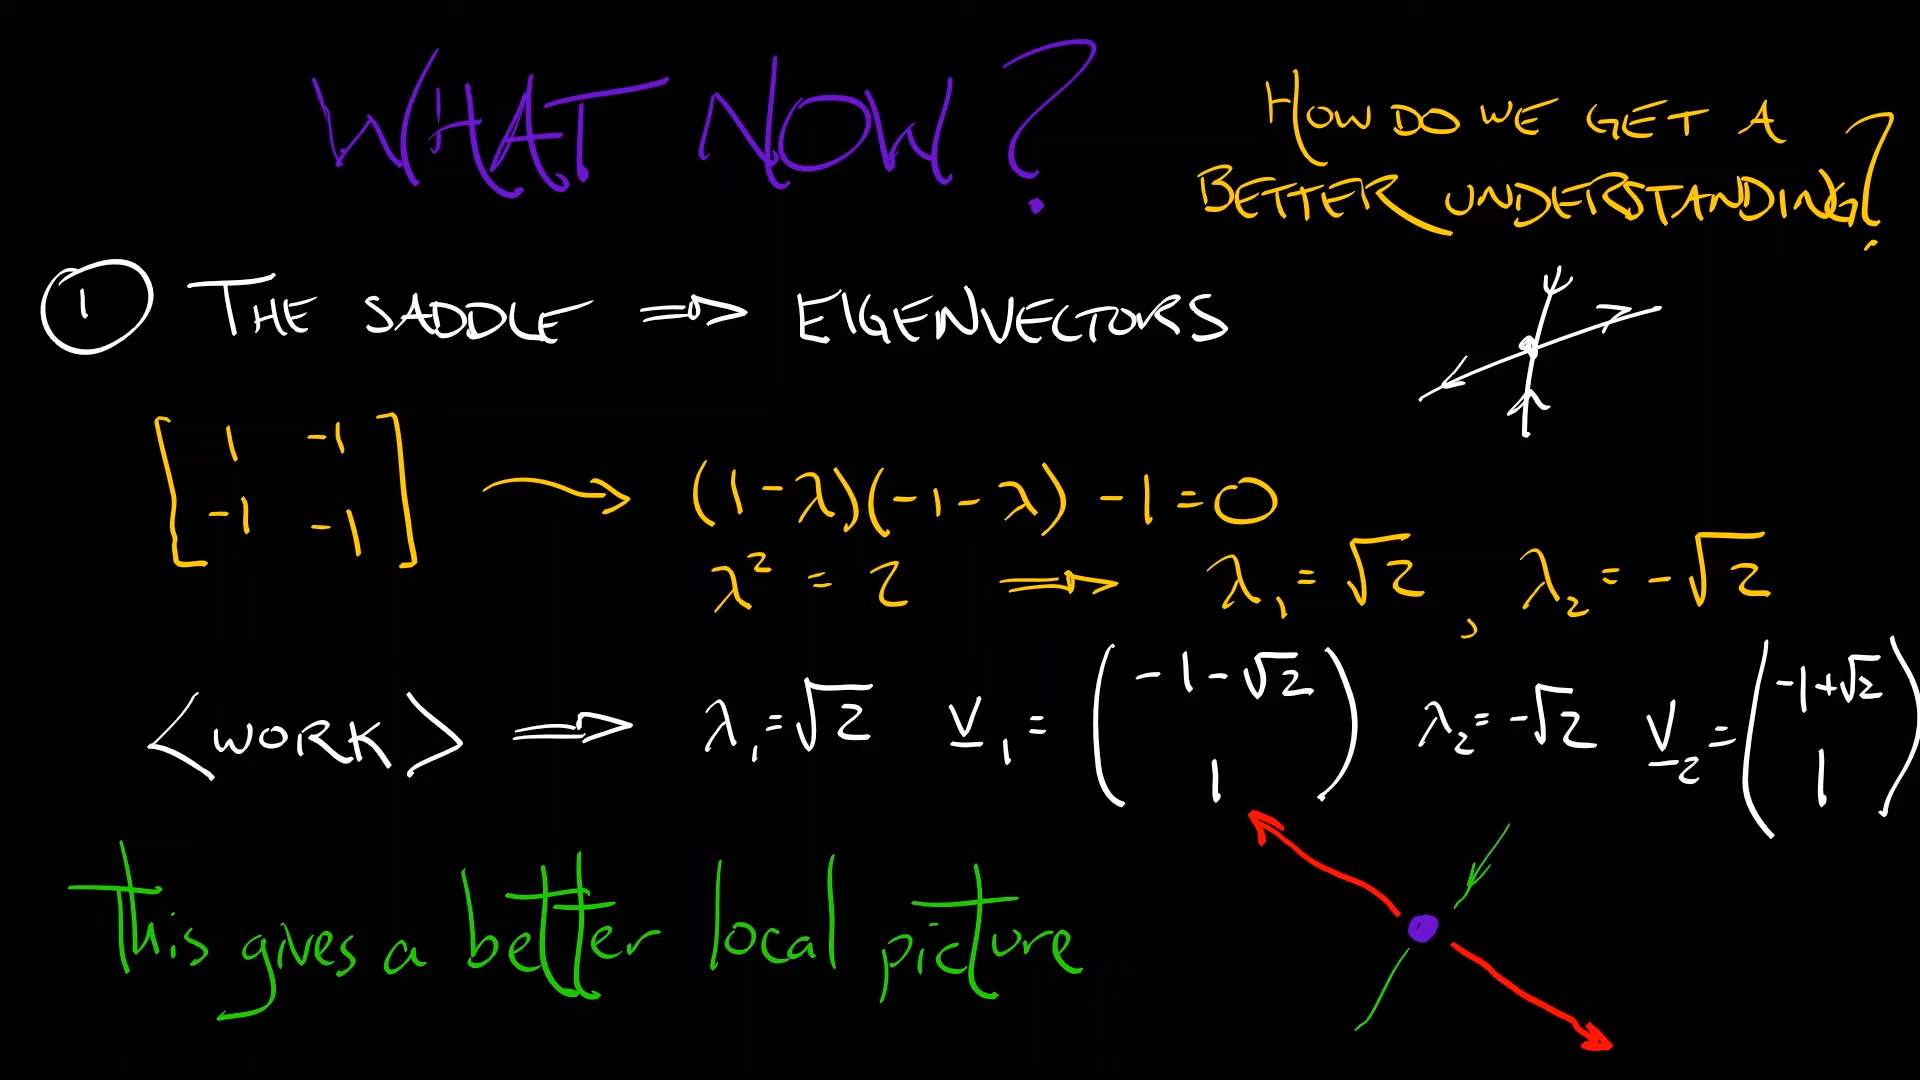 WHAT NOW?
HOW DO WE GET A
BETTER UNDERSTANDING?
1 THE SADDLE ⇒ EIGENVECTORS
[1 -1
-1 -1] → (1-λ)(-1-λ) -1 = 0
λ² = 2 ⇒ λ₁ = √2, λ₂ = -√2
<WORK> ⇒ λ₁ = √2 v₁ = (-1-√2 1) λ₂ = -√2 v₂ = (-1+√2 1)
This gives a better local picture